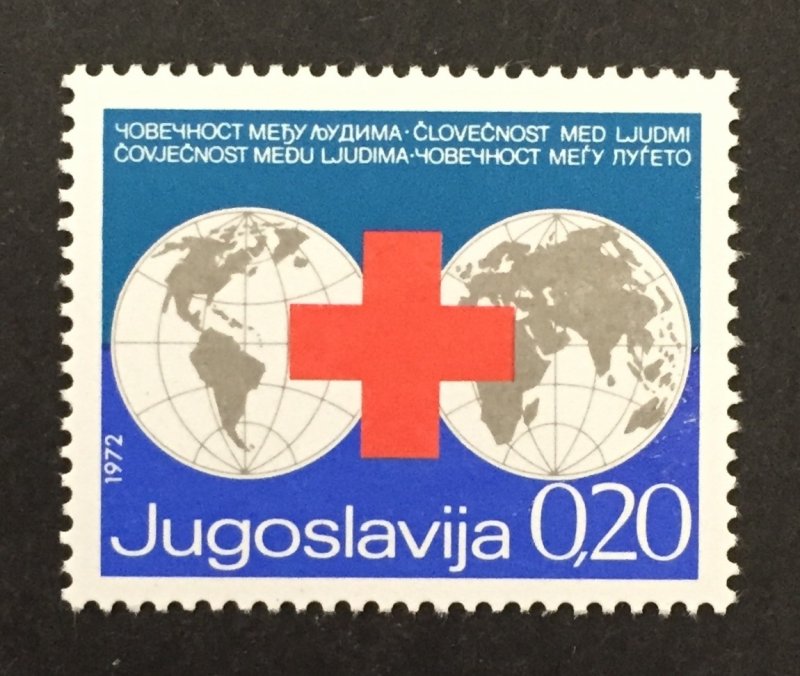 ЧОВЕЧНОСТ МЕЂУ ЉУДИМА · ČLOVEČNOST MED LJUDMI
ČOVJEČNOST MEĐU LJUDIMA · ЧОВЕЧНОСТ МЕЃУ ЛУЃЕТО
1972
Jugoslavija 0,20